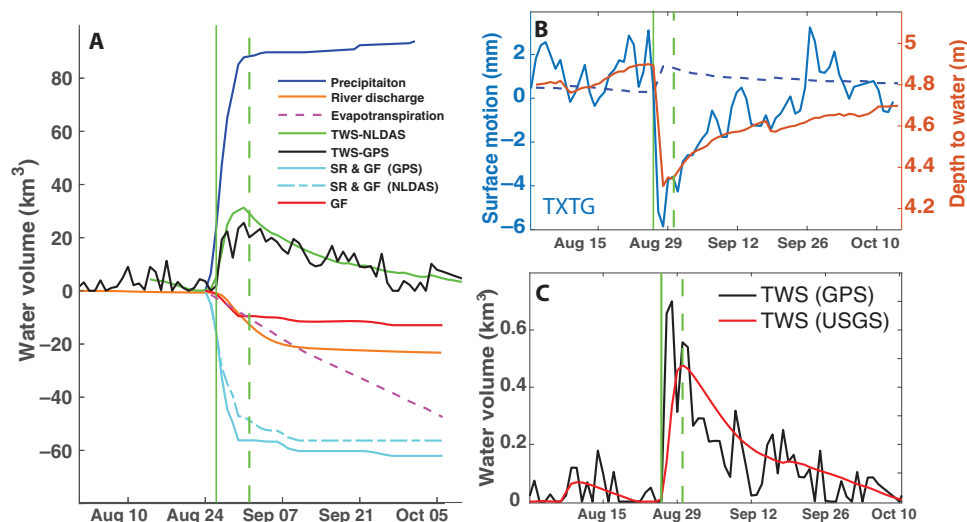 A
Water volume (km³)
80
60
40
20
0
−20
−40
−60
Aug 10
Aug 24
Sep 07
Sep 21
Oct 05
Precipitaiton
River discharge
Evapotranspiration
TWS-NLDAS
TWS-GPS
SR & GF (GPS)
SR & GF (NLDAS)
GF
B
Surface motion (mm)
2
0
−2
−4
−6
TXTG
Aug 15
Aug 29
Sep 12
Sep 26
Oct 10
5
4.8
4.6
4.4
4.2
Depth to water (m)
C
Water volume (km³)
0.6
0.4
0.2
0
TWS (GPS)
TWS (USGS)
Aug 15
Aug 29
Sep 12
Sep 26
Oct 10